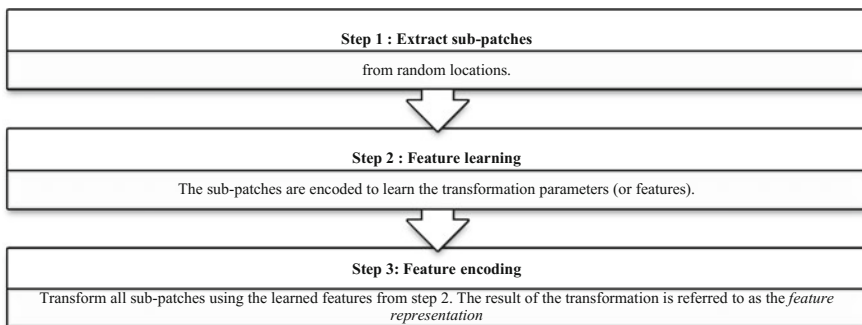 Step 1 : Extract sub-patches
from random locations.
Step 2 : Feature learning
The sub-patches are encoded to learn the transformation parameters (or features).
Step 3: Feature encoding
Transform all sub-patches using the learned features from step 2. The result of the transformation is referred to as the feature
representation